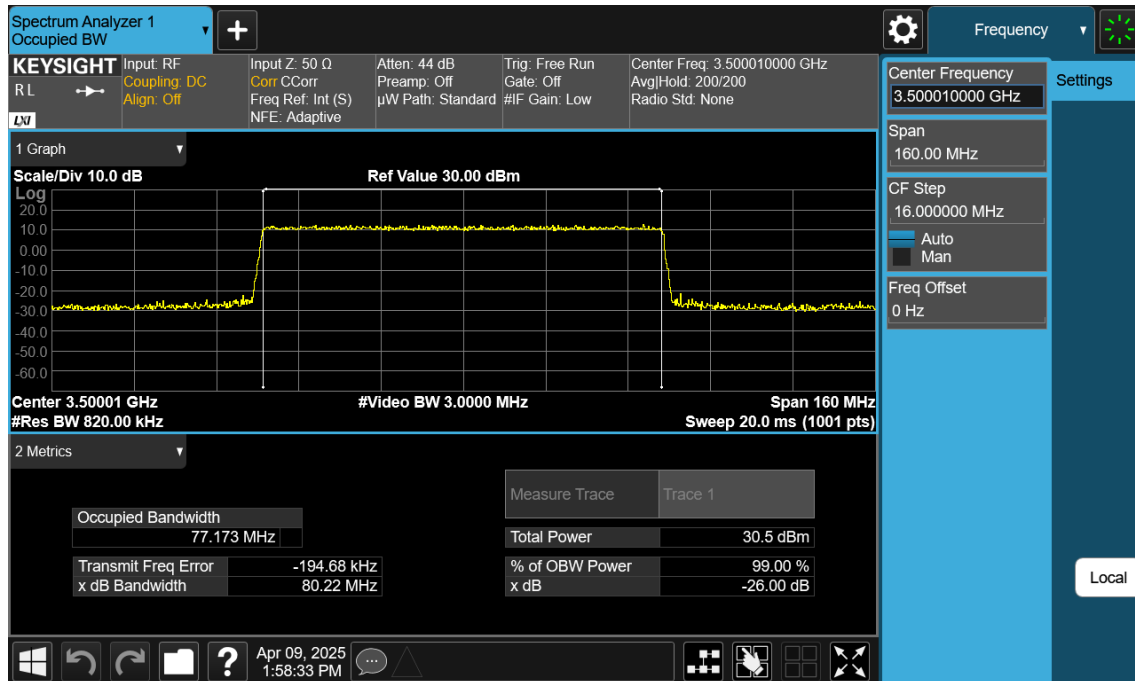 Spectrum Analyzer 1
Occupied BW
+
Frequency
KEYSIGHT
R L
LXI
Input: RF
Coupling: DC
Align: Off
Input Z: 50 Ω
Corr CCorr
Freq Ref: Int (S)
NFE: Adaptive
Atten: 44 dB
Preamp: Off
µW Path: Standard
Trig: Free Run
Gate: Off
#IF Gain: Low
Center Freq: 3.500010000 GHz
Avg|Hold: 200/200
Radio Std: None
Center Frequency
3.500010000 GHz
Settings
Span
160.00 MHz
CF Step
16.000000 MHz
Auto
Man
Freq Offset
0 Hz
Local
1 Graph
Scale/Div 10.0 dB
Ref Value 30.00 dBm
Log
20.0
10.0
0.00
-10.0
-20.0
-30.0
-40.0
-50.0
-60.0
Center 3.50001 GHz
#Video BW 3.0000 MHz
Span 160 MHz
#Res BW 820.00 kHz
Sweep 20.0 ms (1001 pts)
2 Metrics
Measure Trace
Trace 1
Occupied Bandwidth
77.173 MHz
Total Power
30.5 dBm
Transmit Freq Error
-194.68 kHz
% of OBW Power
99.00 %
x dB Bandwidth
80.22 MHz
x dB
-26.00 dB
?
Apr 09, 2025
1:58:33 PM